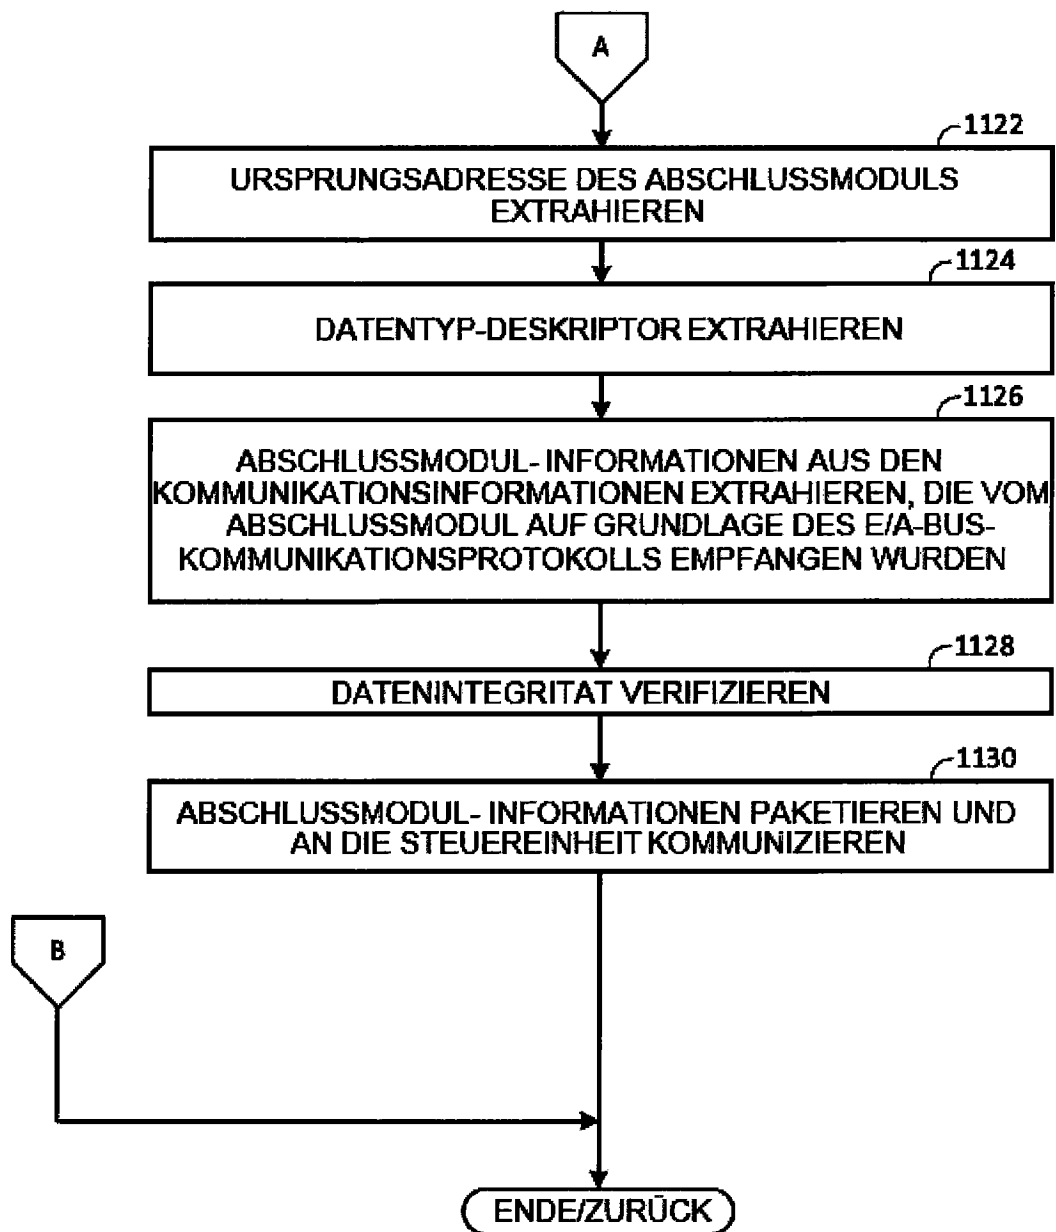 A
1122
URSPRUNGSADRESSE DES ABSCHLUSSMODULS
EXTRAHIEREN
1124
DATENTYP-DESKRIPTOR EXTRAHIEREN
1126
ABSCHLUSSMODUL- INFORMATIONEN AUS DEN
KOMMUNIKATIONSINFORMATIONEN EXTRAHIEREN, DIE VOM
ABSCHLUSSMODUL AUF GRUNDLAGE DES E/A-BUS-
KOMMUNIKATIONSPROTOKOLLS EMPFANGEN WURDEN
1128
DATENINTEGRITÄT VERIFIZIEREN
1130
ABSCHLUSSMODUL- INFORMATIONEN PAKETIEREN UND
AN DIE STEUEREINHEIT KOMMUNIZIEREN
B
ENDE/ZURÜCK